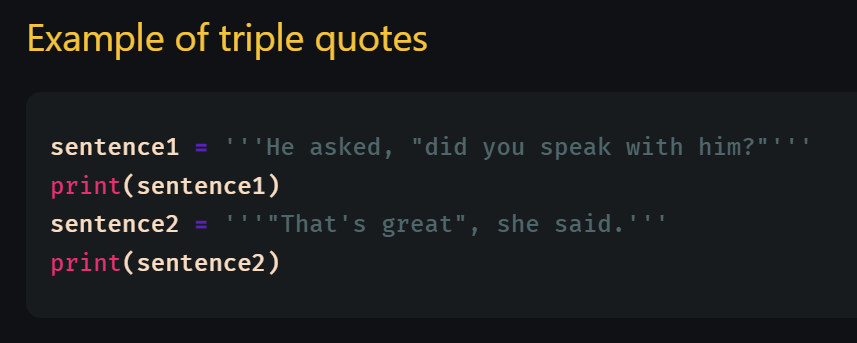 Example of triple quotes
sentence1 = '''He asked, "did you speak with him?"'''
print(sentence1)
sentence2 = '''"That's great", she said.'''
print(sentence2)